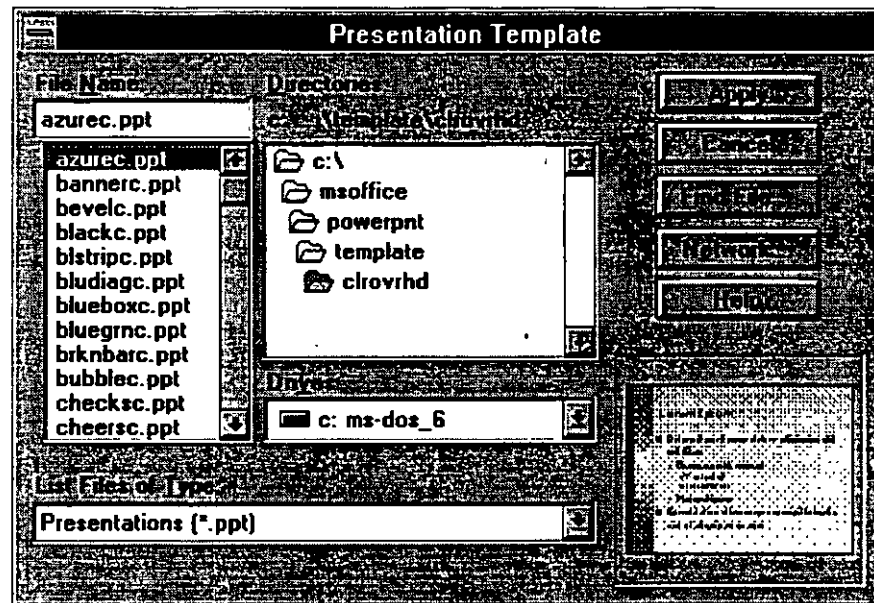 Presentation Template
File Name:
azurec.ppt
azurec.ppt
bannerc.ppt
bevelc.ppt
blackc.ppt
blstripc.ppt
bludiagc.ppt
blueboxc.ppt
bluegrnc.ppt
brknbarc.ppt
bubblec.ppt
checksc.ppt
cheersc.ppt
List Files of Type:
Presentations (*.ppt)
Directories:
c:\...\template\clrovrhd
c:\
msoffice
powerpnt
template
clrovrhd
Drives:
c: ms-dos_6
Apply
Cancel
Find File...
Network...
Help